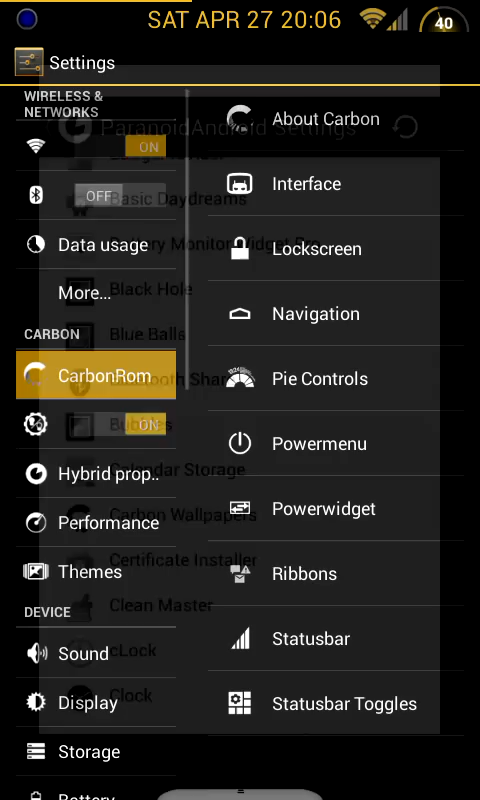 SAT APR 27 20:06
40
Settings
WIRELESS &
NETWORKS
ON
OFF
Data usage
More...
CARBON
CarbonRom
ON
Hybrid prop..
Performance
Themes
DEVICE
Sound
Display
Storage
Battery
About Carbon
Interface
Lockscreen
Navigation
Pie Controls
Powermenu
Powerwidget
Ribbons
Statusbar
Statusbar Toggles
ParanoidAndroid Settings
Basic Daydreams
Battery Monitor Widget Pro
Black Hole
Blue Balls
Bluetooth Share
Bubbles
Calendar Storage
Carbon Wallpapers
Certificate Installer
Clean Master
cLock
Clock